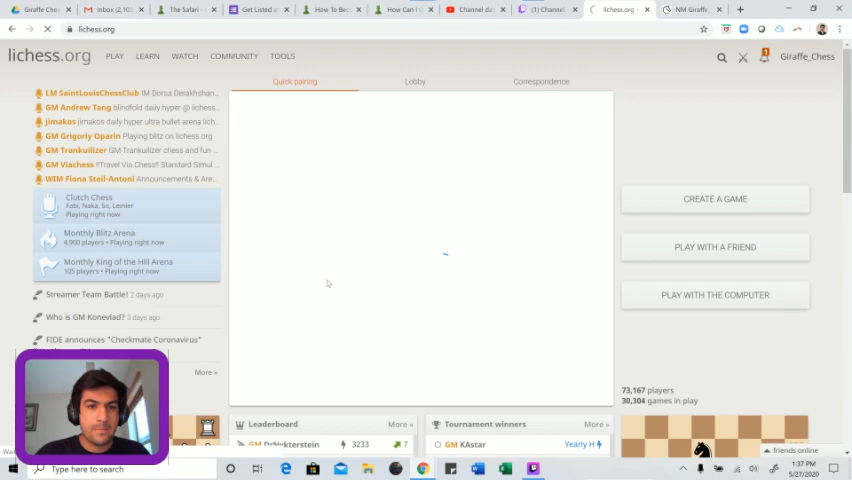 Giraffe Che
Inbox (2,103
The Safari -
Get Listed a
How To Bec
How Can I
Channel da
(1) Channel
lichess.org
NM Giraff
lichess.org
lichess.org
PLAY
LEARN
WATCH
COMMUNITY
TOOLS
1
Giraffe_Chess
Quick pairing
Lobby
Correspondence
LM SaintLouisChessClub IM Dorsa Derakhshan...
GM Andrew Tang blindfold daily hyper @ lichess...
jimakos jimakos daily hyper ultra bullet arena lich...
GM Grigoriy Oparin Playing blitz on lichess.org
GM Trankuilizer GM Trankuilizer chess and fun ...
GM Viachess !!Travel Via Chess!! Standard Simul ...
WIM Fiona Steil-Antoni Announcements & Are...
Clutch Chess
Fabi, Naka, So, Leinier
Playing right now
Monthly Blitz Arena
4,900 players • Playing right now
Monthly King of the Hill Arena
105 players • Playing right now
Streamer Team Battle! 2 days ago
Who is GM Konevlad? 3 days ago
FIDE announces "Checkmate Coronavirus"
More »
CREATE A GAME
PLAY WITH A FRIEND
PLAY WITH THE COMPUTER
73,167 players
30,304 games in play
Leaderboard
More »
Tournament winners
More »
GM DrNykterstein
3233
7
GM KAstar
Yearly H
friends online
Type here to search
1:37 PM
5/27/2020